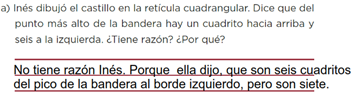 a) Inés dibujó el castillo en la retícula cuadrangular. Dice que del
punto más alto de la bandera hay un cuadrito hacia arriba y
seis a la izquierda. ¿Tiene razón? ¿Por qué?
No tiene razón Inés. Porque ella dijo, que son seis cuadritos
del pico de la bandera al borde izquierdo, pero son siete.